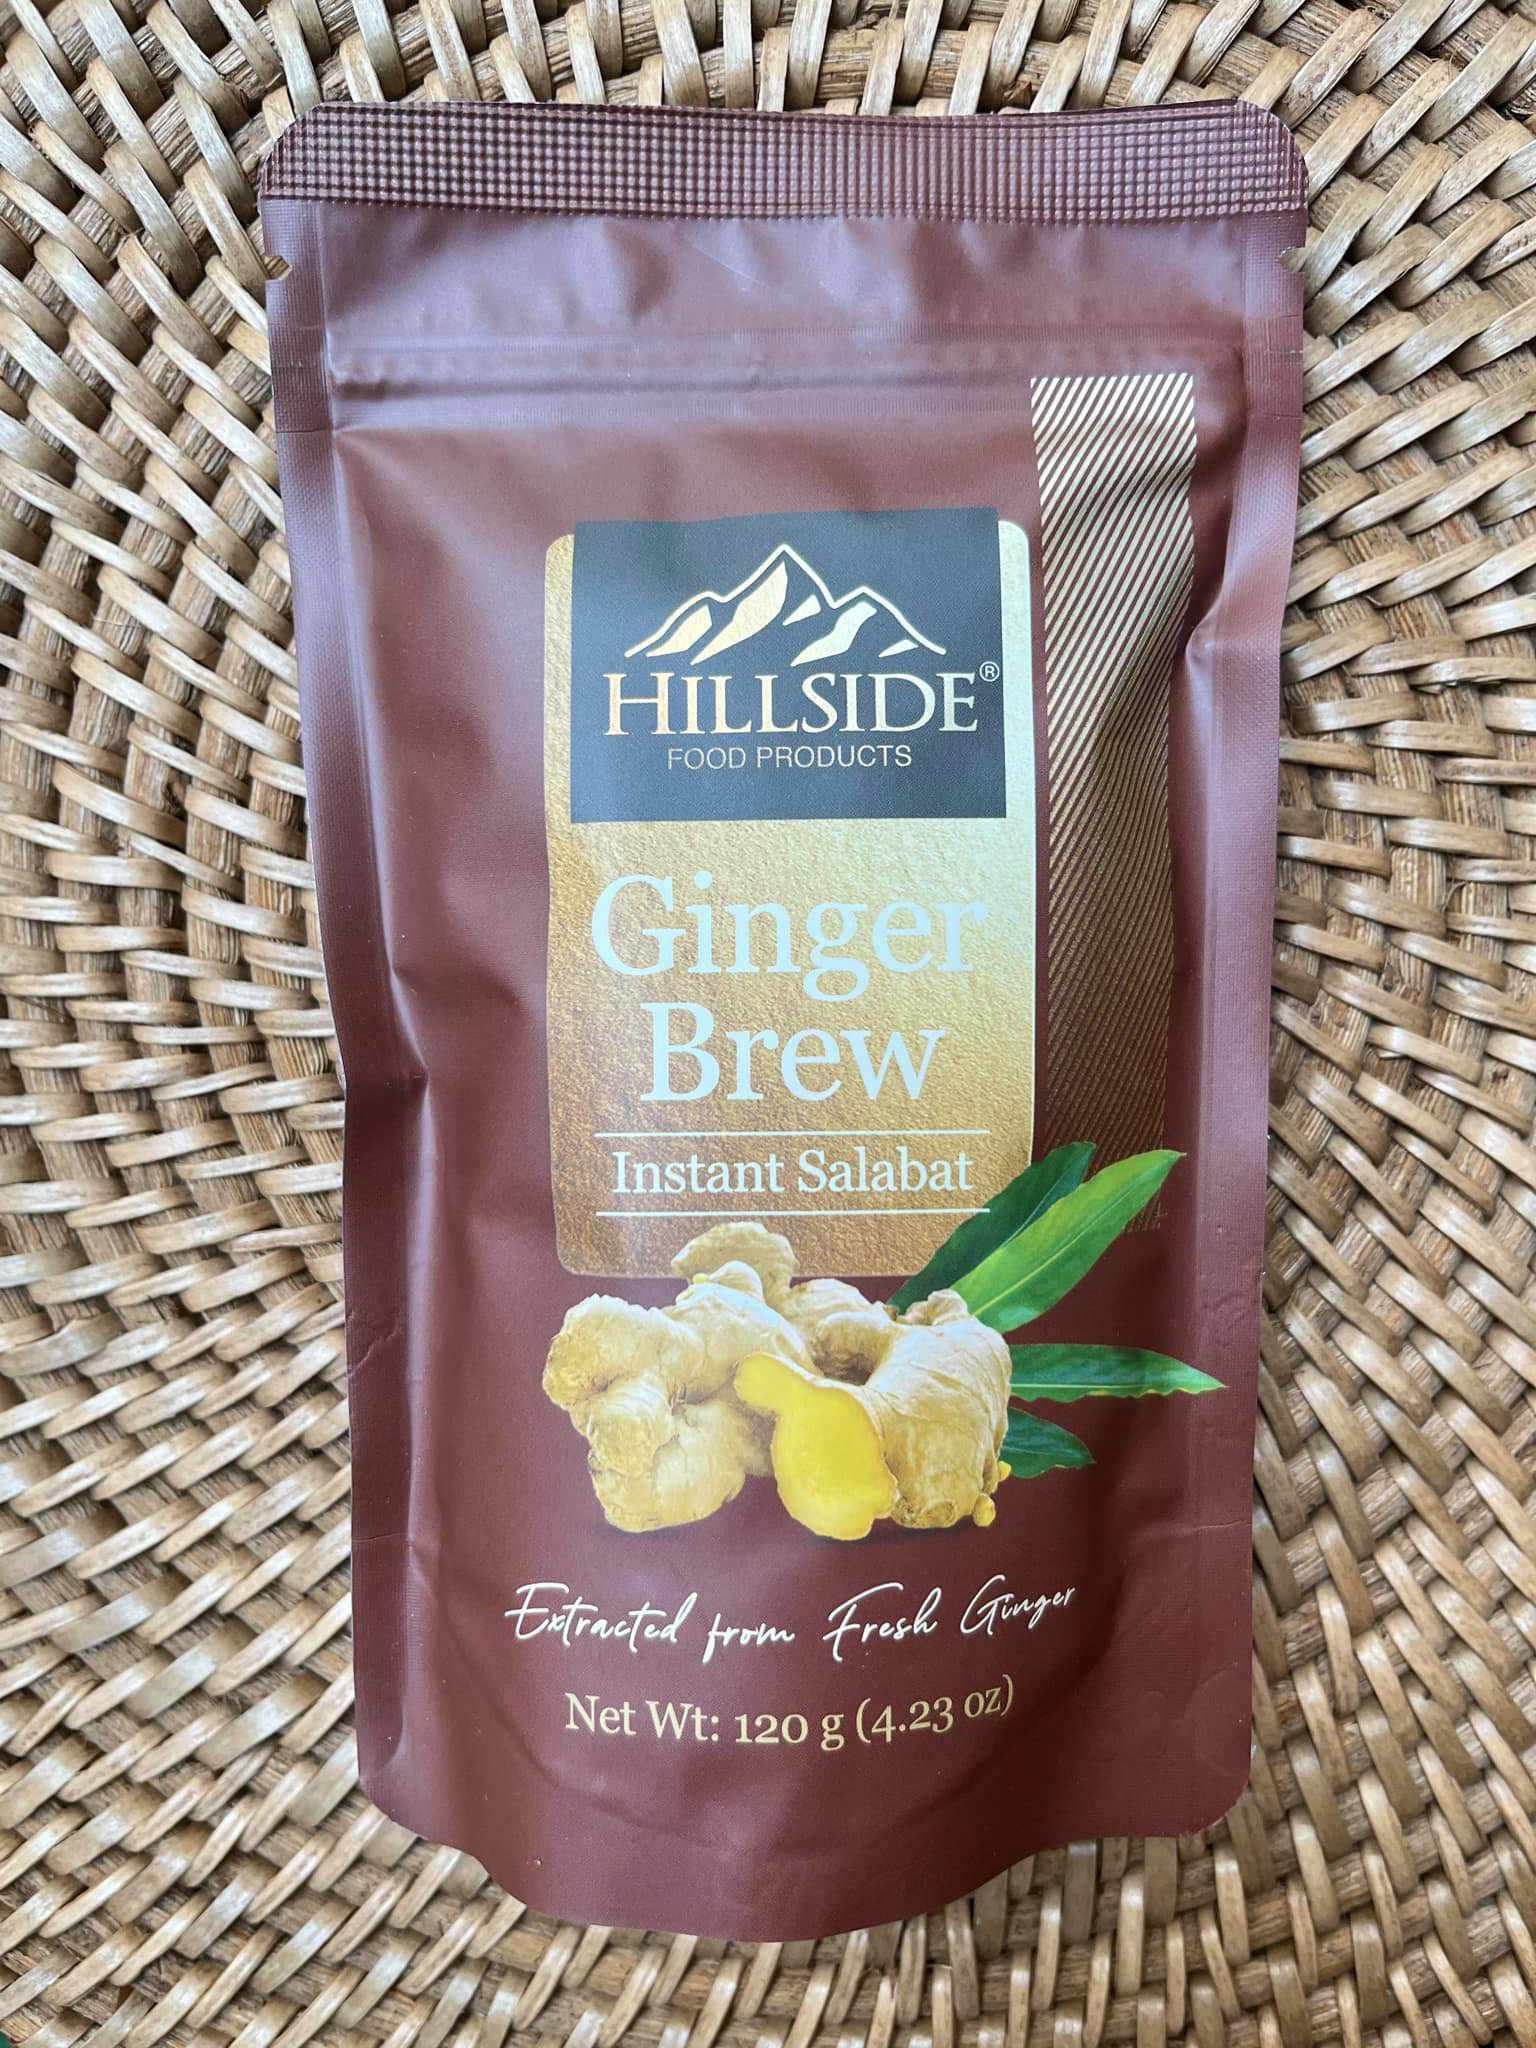 HILLSIDE®
FOOD PRODUCTS
Ginger
Brew
Instant Salabat
Extracted from Fresh Ginger
Net Wt: 120 g (4.23 oz)